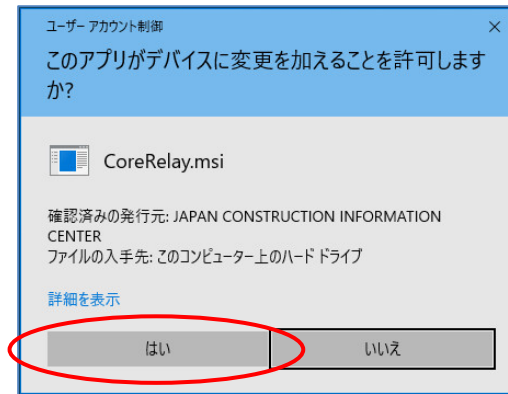 ユーザー アカウント制御
このアプリがデバイスに変更を加えることを許可します
か?
CoreRelay.msi
確認済みの発行元: JAPAN CONSTRUCTION INFORMATION
CENTER
ファイルの入手先: このコンピューター上のハード ドライブ
詳細を表示
はい
いいえ